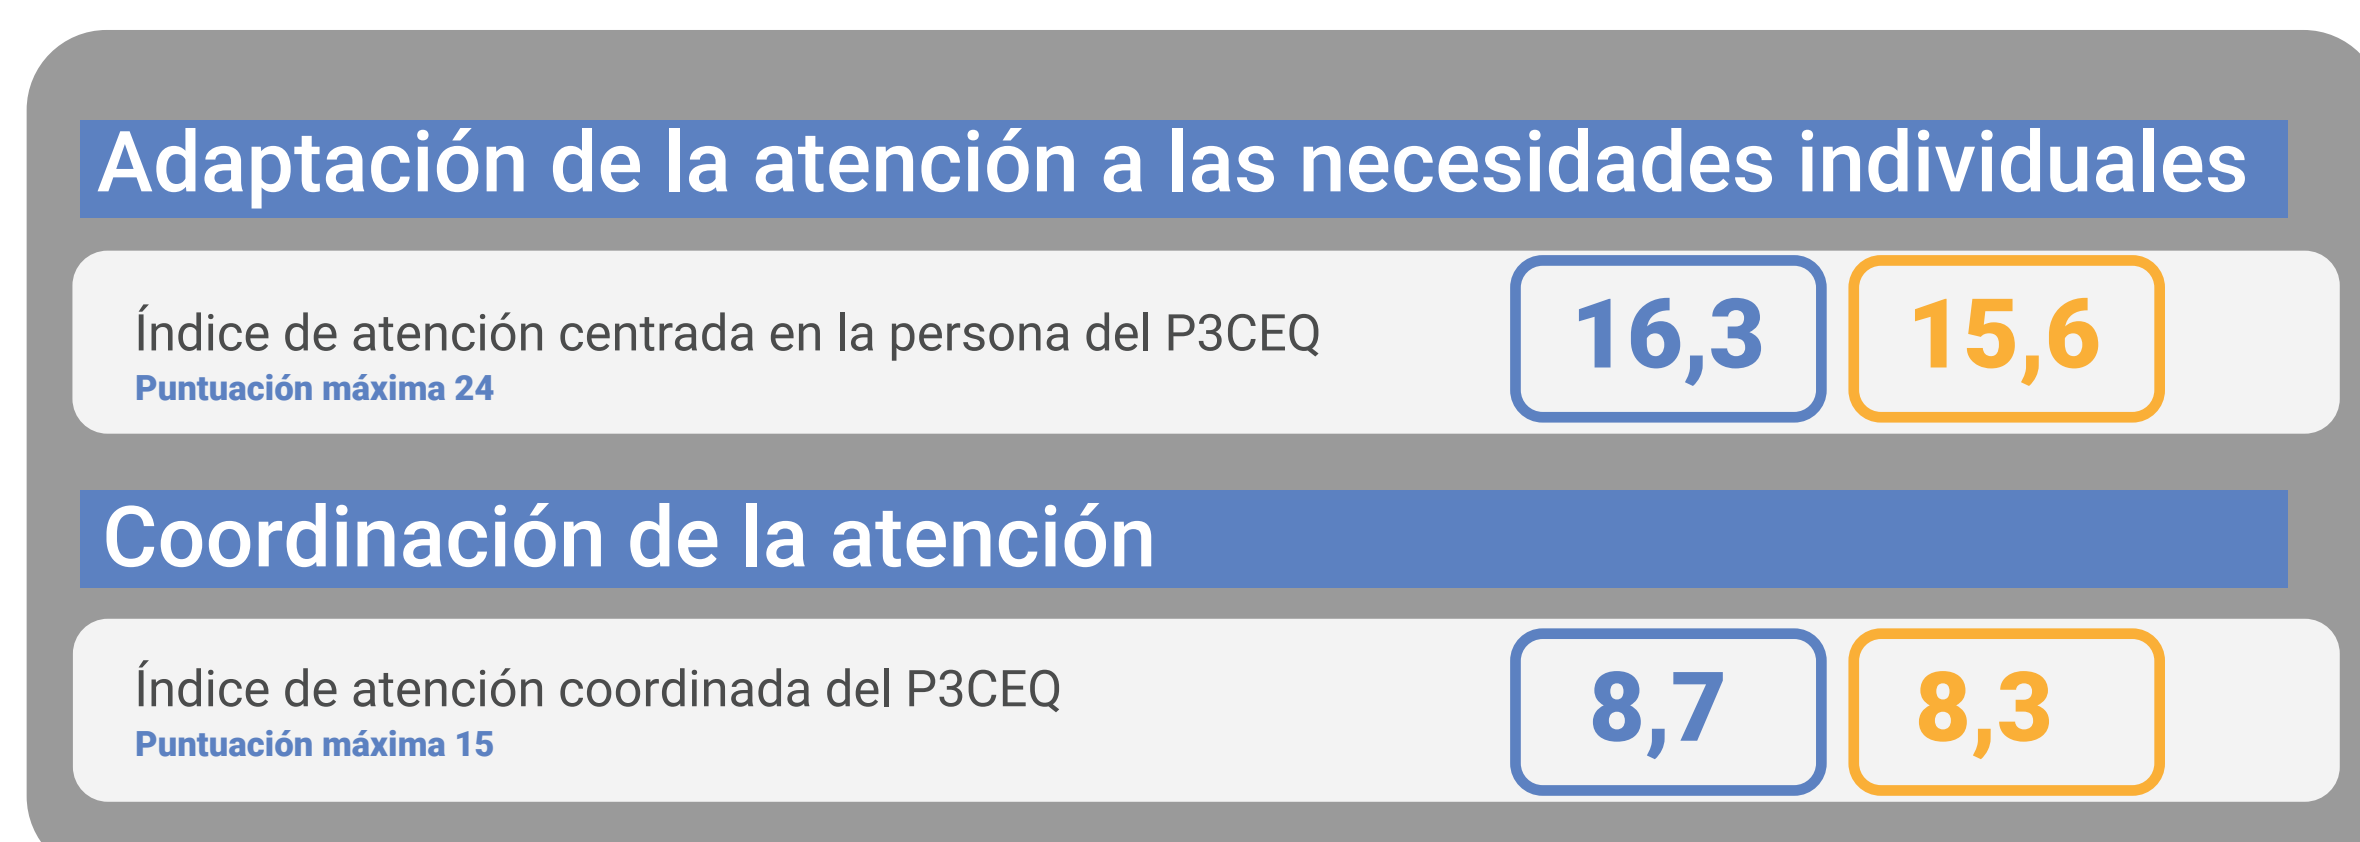 Adaptación de la atención a las necesidades individuales
Índice de atención centrada en la persona del P3CEQ
Puntuación máxima 24
16,3
15,6
Coordinación de la atención
Índice de atención coordinada del P3CEQ
Puntuación máxima 15
8,7
8,3